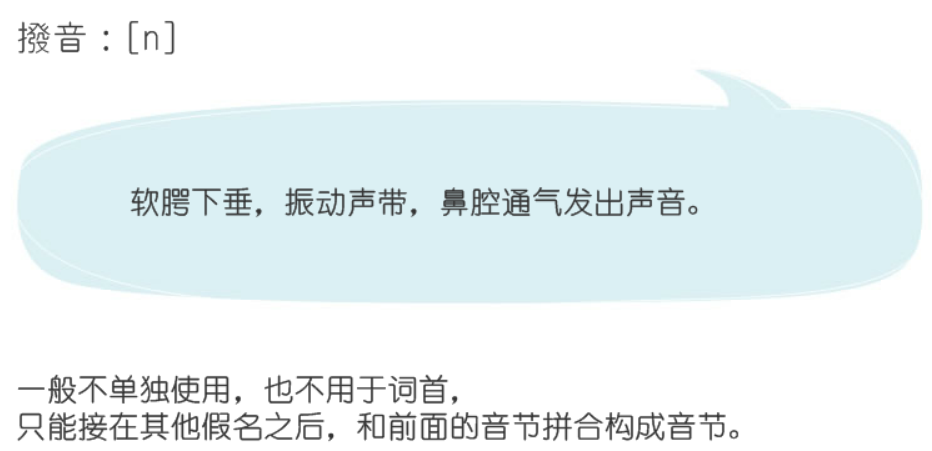 撥音：[n]
软腭下垂，振动声带，鼻腔通气发出声音。
一般不单独使用，也不用于词首，
只能接在其他假名之后，和前面的音节拼合构成音节。